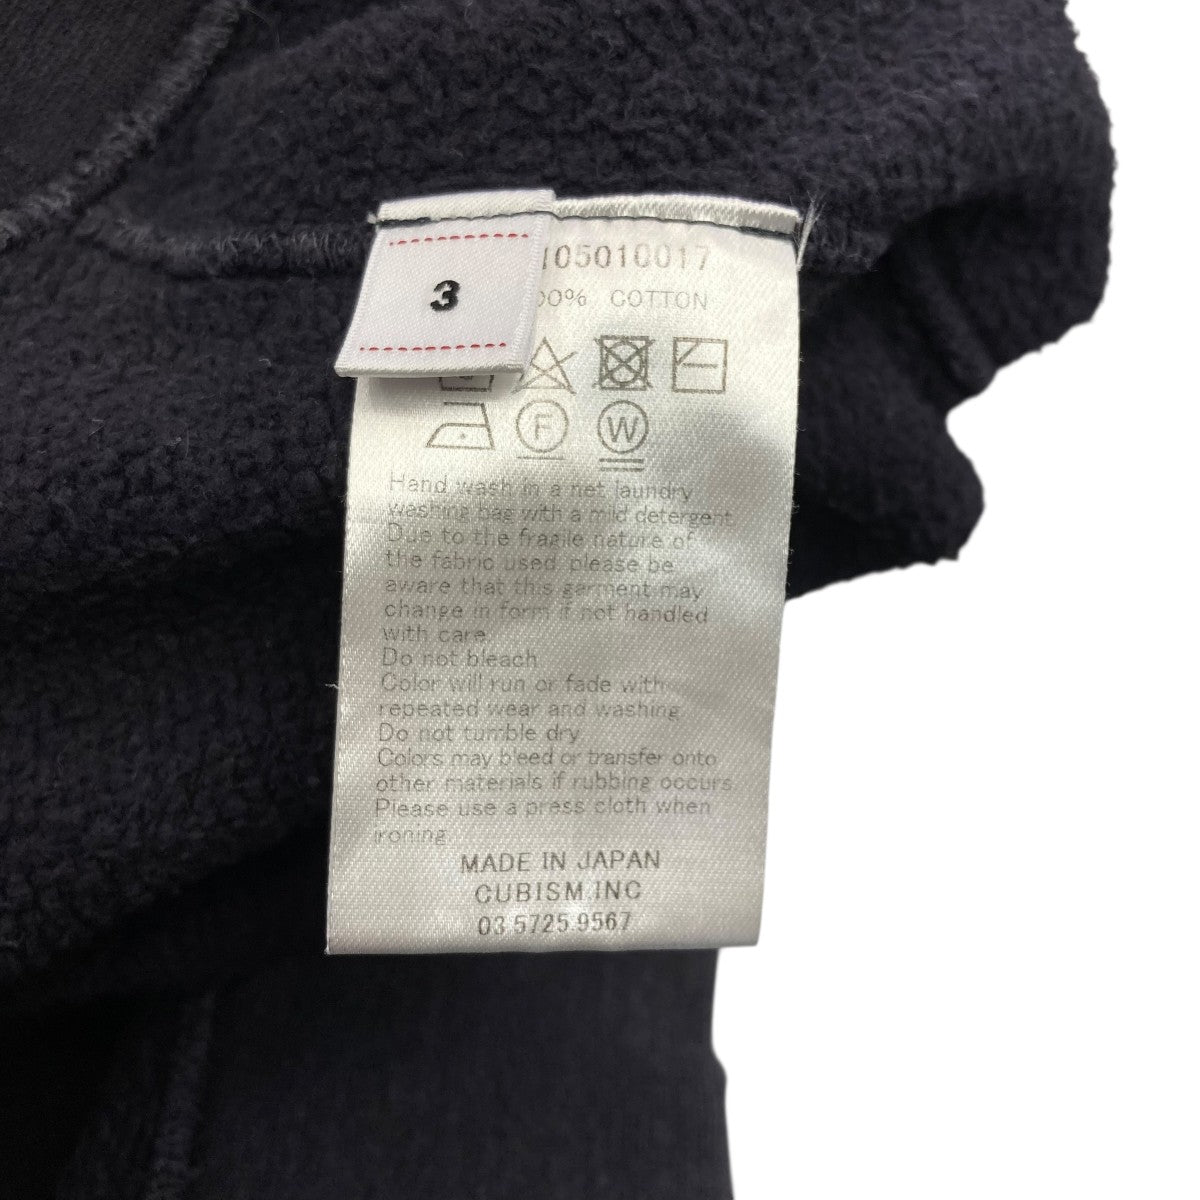 3
105010017
00% COTTON
F
W
Hand wash in a net laundry
washing bag with a mild detergent.
Due to the fragile nature of
the fabric used please be
aware that this garment may
change in form if not handled
with care.
Do not bleach.
Color will run or fade with
repeated wear and washing.
Do not tumble dry.
Colors may bleed or transfer onto
other materials if rubbing occurs.
Please use a press cloth when
ironing.
MADE IN JAPAN
CUBISM.INC
03.5725.9567